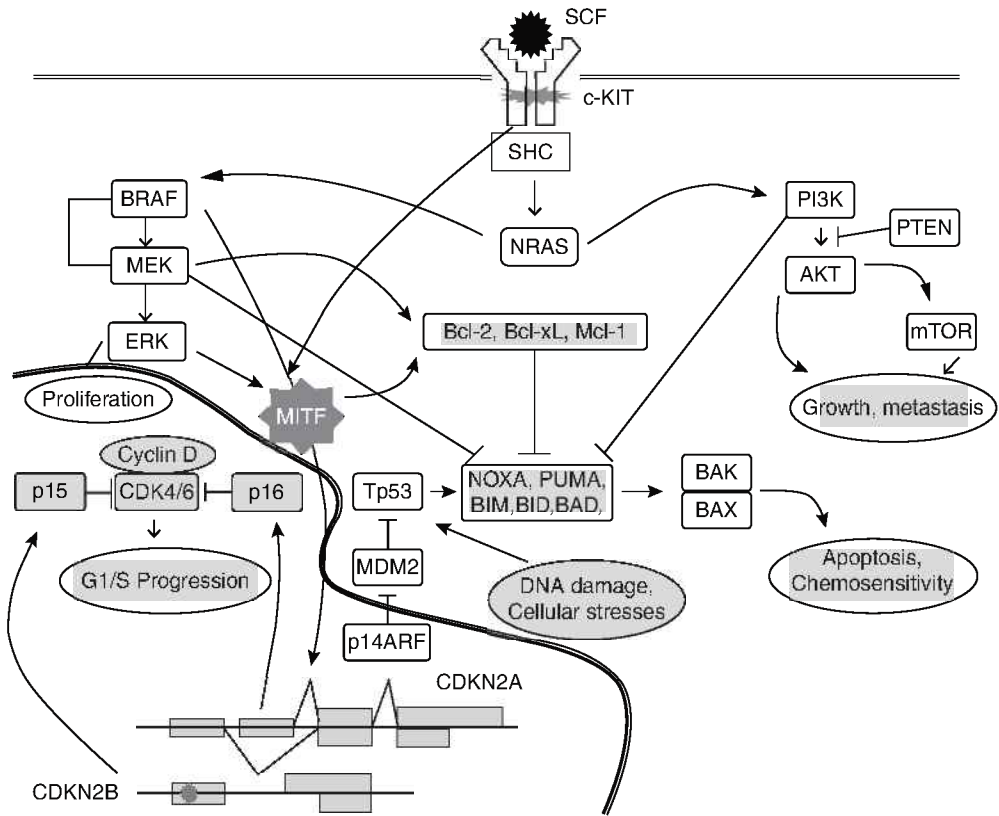 SCF
c-KIT
SHC
BRAF
PI3K
NRAS
PTEN
MEK
AKT
Bcl-2, Bcl-xL, Mcl-1
mTOR
ERK
Proliferation
MITF
Growth, metastasis
Cyclin D
p15
CDK4/6
p16
Tp53
NOXA, PUMA,
BIM,BID,BAD,
BAK
BAX
G1/S Progression
MDM2
DNA damage,
Cellular stresses
Apoptosis,
Chemosensitivity
p14ARF
CDKN2A
CDKN2B